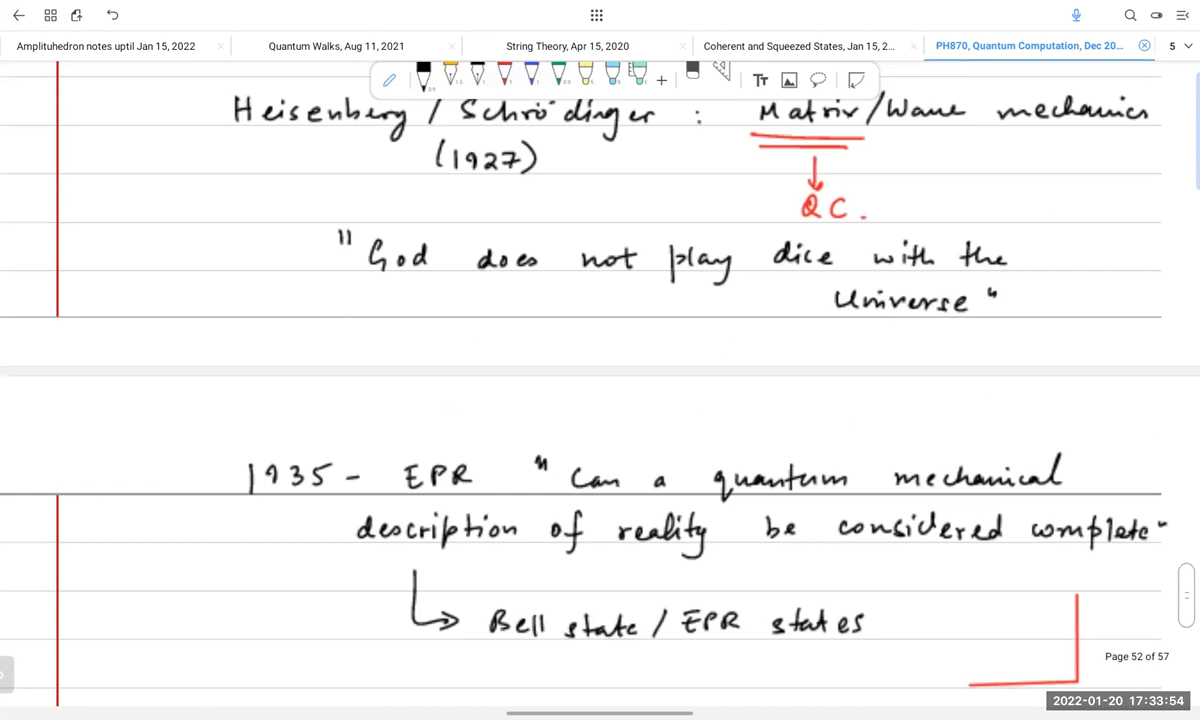 Amplituhedron notes uptil Jan 15, 2022
Quantum Walks, Aug 11, 2021
String Theory, Apr 15, 2020
Coherent and Squeezed States, Jan 15, 2...
PH870, Quantum Computation, Dec 20...
5
Tт
Heisenberg / Schrödinger : Matrix/Wave mechanics
(1927)
QC.
"God does not play dice with the
Universe"
1935 - EPR "Can a quantum mechanical
description of reality be considered complete"
Bell state / EPR states
Page 52 of 57
2022-01-20 17:33:54